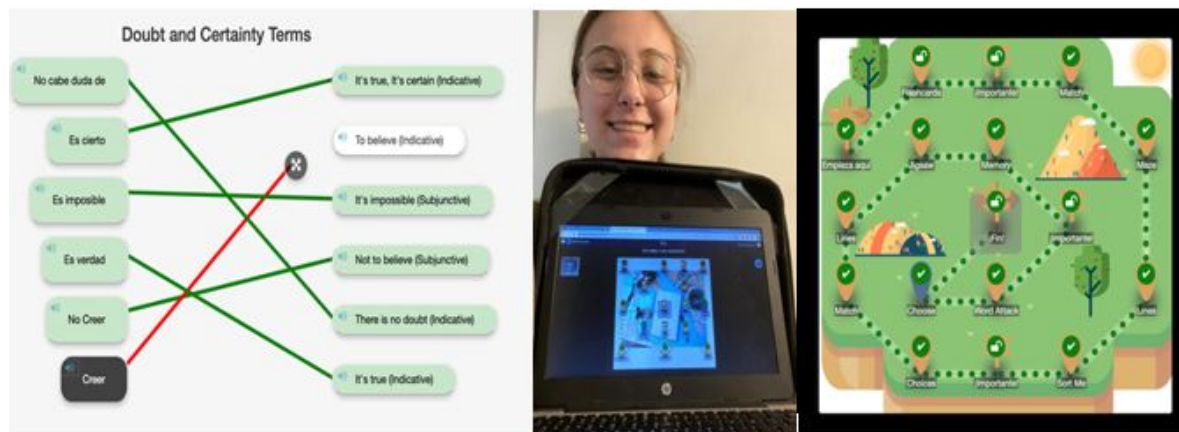 Doubt and Certainty Terms
No cabe duda de
Es cierto
Es imposible
Es verdad
No Creer
Creer
It's true, It's certain (Indicative)
To believe (Indicative)
It's impossible (Subjunctive)
Not to believe (Subjunctive)
There is no doubt (Indicative)
It's true (Indicative)
hp
Flashcards
¡Importante!
Match
Empieza aquí
Jigsaw
Memory
Maze
Lines
¡Fin!
¡Importante!
Match
Choose
Word Attack
Lines
Choices
¡Importante!
Sort Me